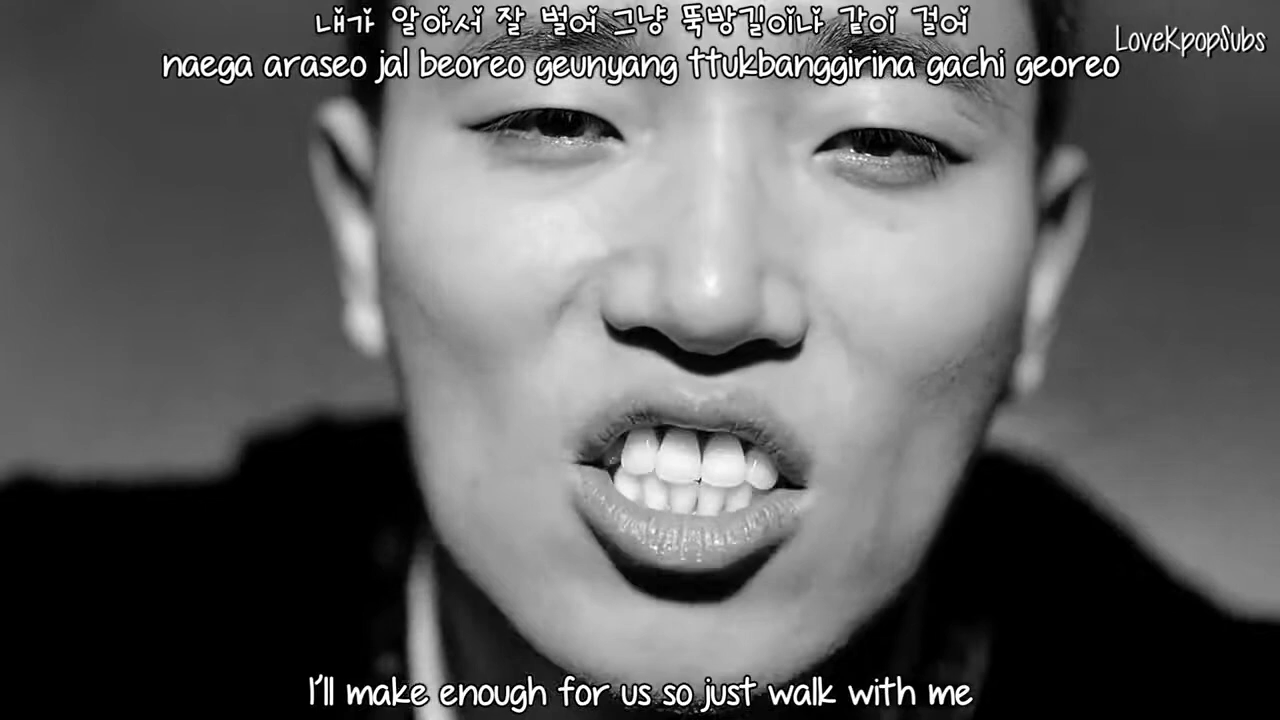 내가 알아서 잘 벌어 그냥 뚝방길이나 같이 걸어
LoveKpopSubs
naega araseo jal beoreo geunyang ttukbanggirina gachi georeo
I'll make enough for us so just walk with me